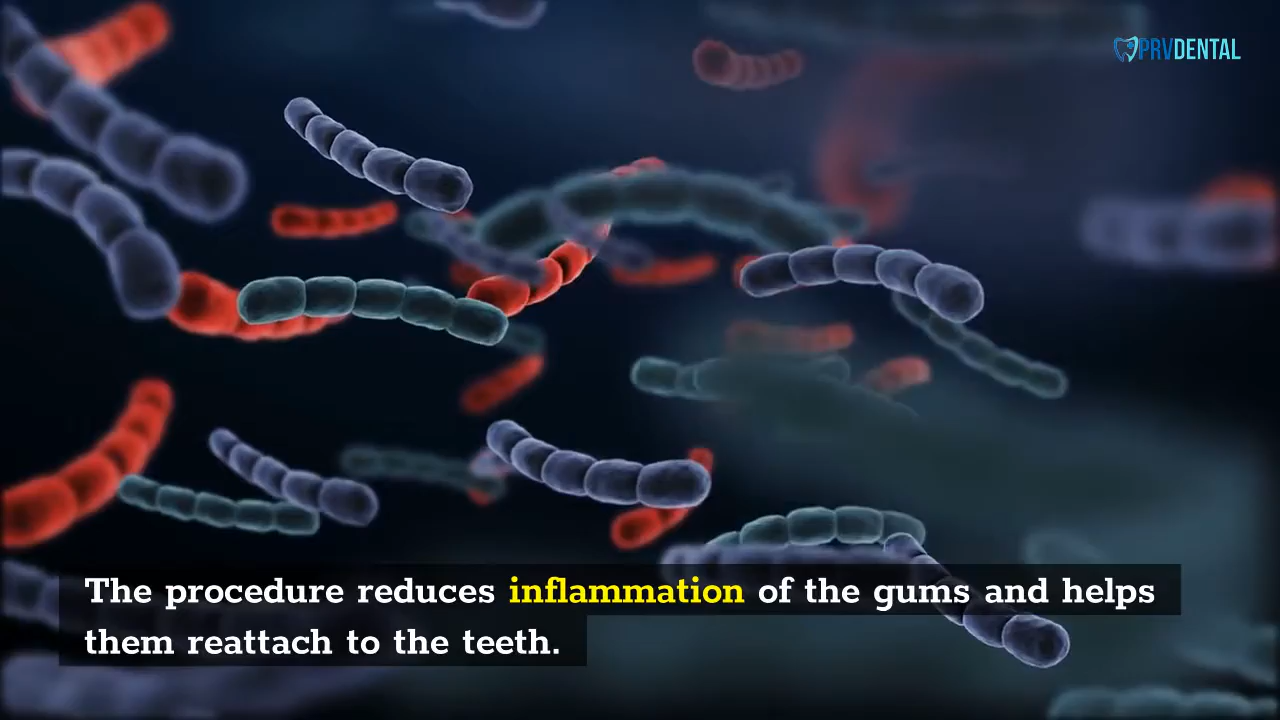 PRVDENTAL
The procedure reduces inflammation of the gums and helps
them reattach to the teeth.